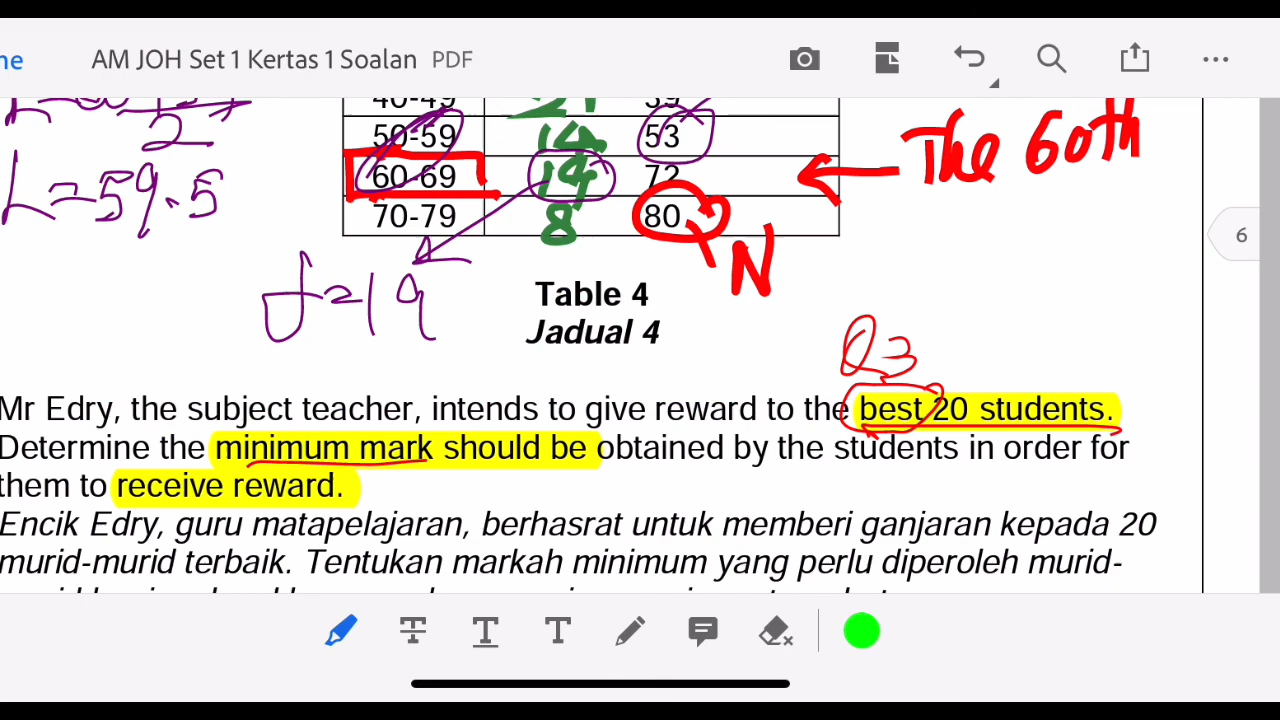 ne AM JOH Set 1 Kertas 1 Soalan PDF
40-49 21 39
2
50-59 14 53
The 60th
L=59.5
60-69 19 72
70-79 8 80
6
N
f=19
Table 4
Jadual 4
Q3
Mr Edry, the subject teacher, intends to give reward to the best 20 students.
Determine the minimum mark should be obtained by the students in order for
them to receive reward.
Encik Edry, guru matapelajaran, berhasrat untuk memberi ganjaran kepada 20
murid-murid terbaik. Tentukan markah minimum yang perlu diperoleh murid-